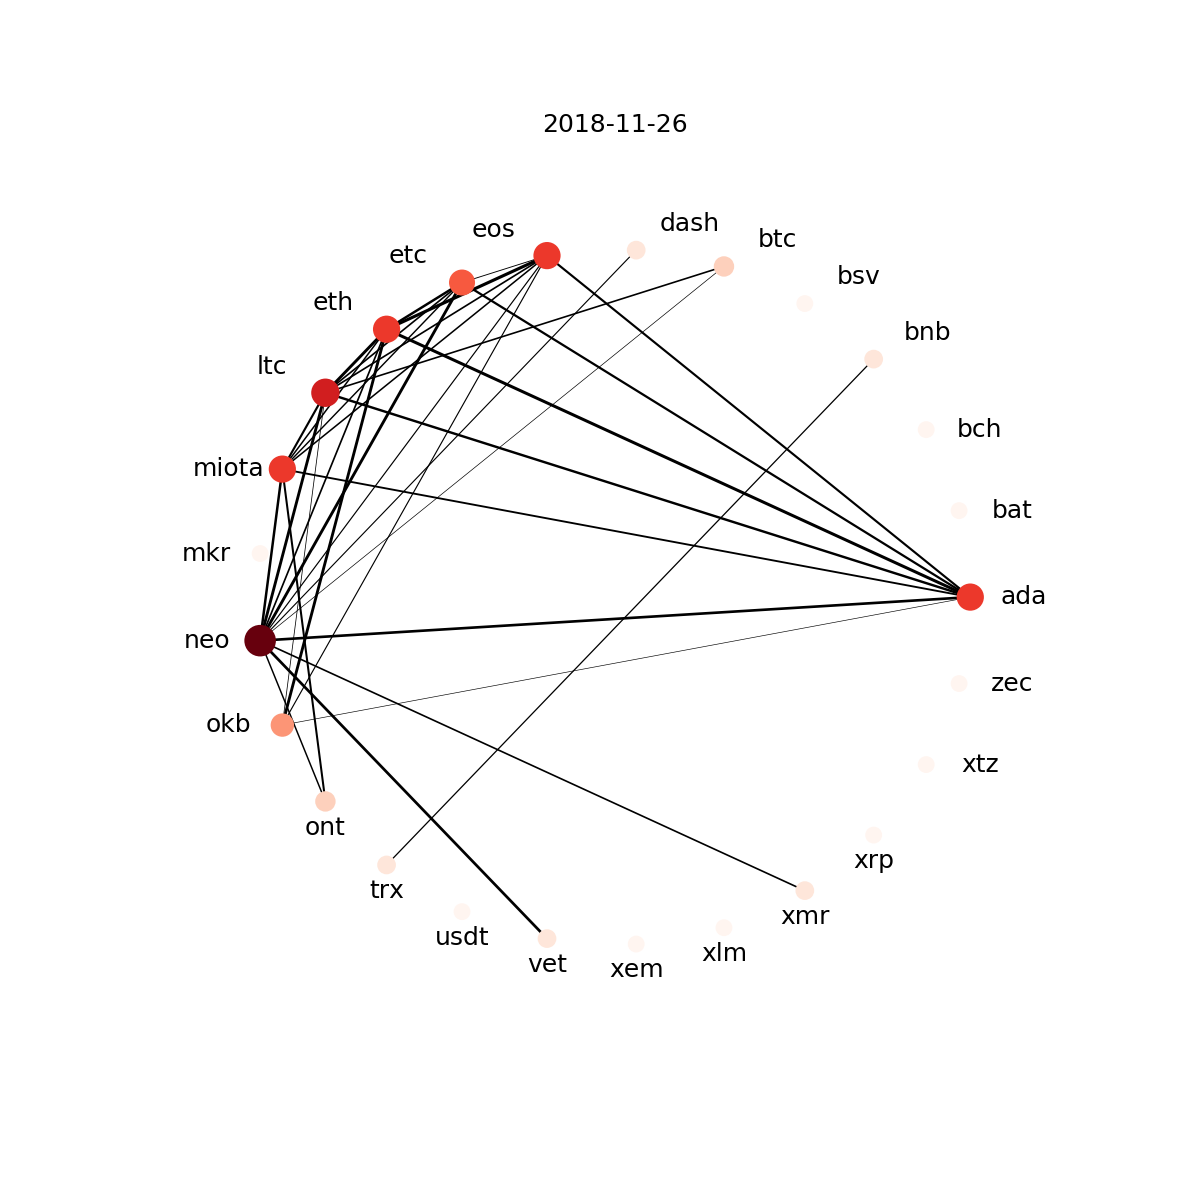 2018-11-26
dash
eos
btc
etc
bsv
eth
bnb
ltc
bch
miota
bat
mkr
ada
neo
zec
okb
xtz
ont
xrp
trx
xmr
usdt
xlm
vet
xem